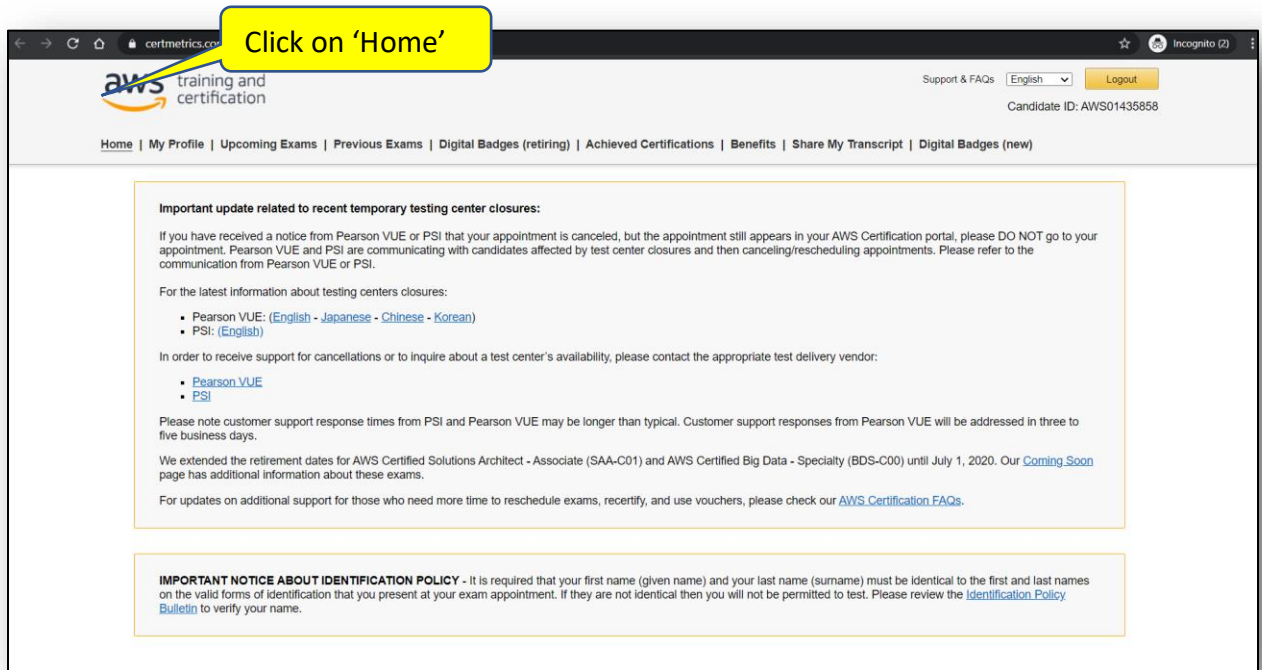 Click on ‘Home’
certmetrics.co
Incognito (2)
aws training and
certification
Support & FAQs English Logout
Candidate ID: AWS01435858
Home | My Profile | Upcoming Exams | Previous Exams | Digital Badges (retiring) | Achieved Certifications | Benefits | Share My Transcript | Digital Badges (new)
Important update related to recent temporary testing center closures:
If you have received a notice from Pearson VUE or PSI that your appointment is canceled, but the appointment still appears in your AWS Certification portal, please DO NOT go to your
appointment. Pearson VUE and PSI are communicating with candidates affected by test center closures and then canceling/rescheduling appointments. Please refer to the
communication from Pearson VUE or PSI.
For the latest information about testing centers closures:
▪ Pearson VUE: (English - Japanese - Chinese - Korean)
▪ PSI: (English)
In order to receive support for cancellations or to inquire about a test center's availability, please contact the appropriate test delivery vendor:
▪ Pearson VUE
▪ PSI
Please note customer support response times from PSI and Pearson VUE may be longer than typical. Customer support responses from Pearson VUE will be addressed in three to
five business days.
We extended the retirement dates for AWS Certified Solutions Architect - Associate (SAA-C01) and AWS Certified Big Data - Specialty (BDS-C00) until July 1, 2020. Our Coming Soon
page has additional information about these exams.
For updates on additional support for those who need more time to reschedule exams, recertify, and use vouchers, please check our AWS Certification FAQs.
IMPORTANT NOTICE ABOUT IDENTIFICATION POLICY - It is required that your first name (given name) and your last name (surname) must be identical to the first and last names
on the valid forms of identification that you present at your exam appointment. If they are not identical then you will not be permitted to test. Please review the Identification Policy
Bulletin to verify your name.